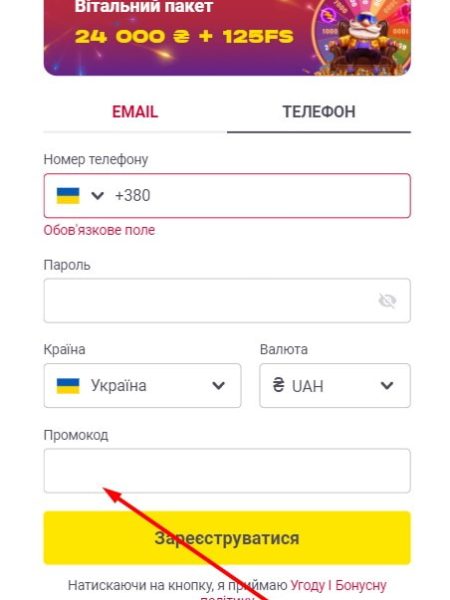 Вітальний пакет
24 000 ₴ + 125FS
EMAIL
ТЕЛЕФОН
Номер телефону
+380
Обов'язкове поле
Пароль
Країна
Валюта
Україна
₴ UAH
Промокод
Зареєструватися
Натискаючи на кнопку, я приймаю Угоду І Бонусну
політику